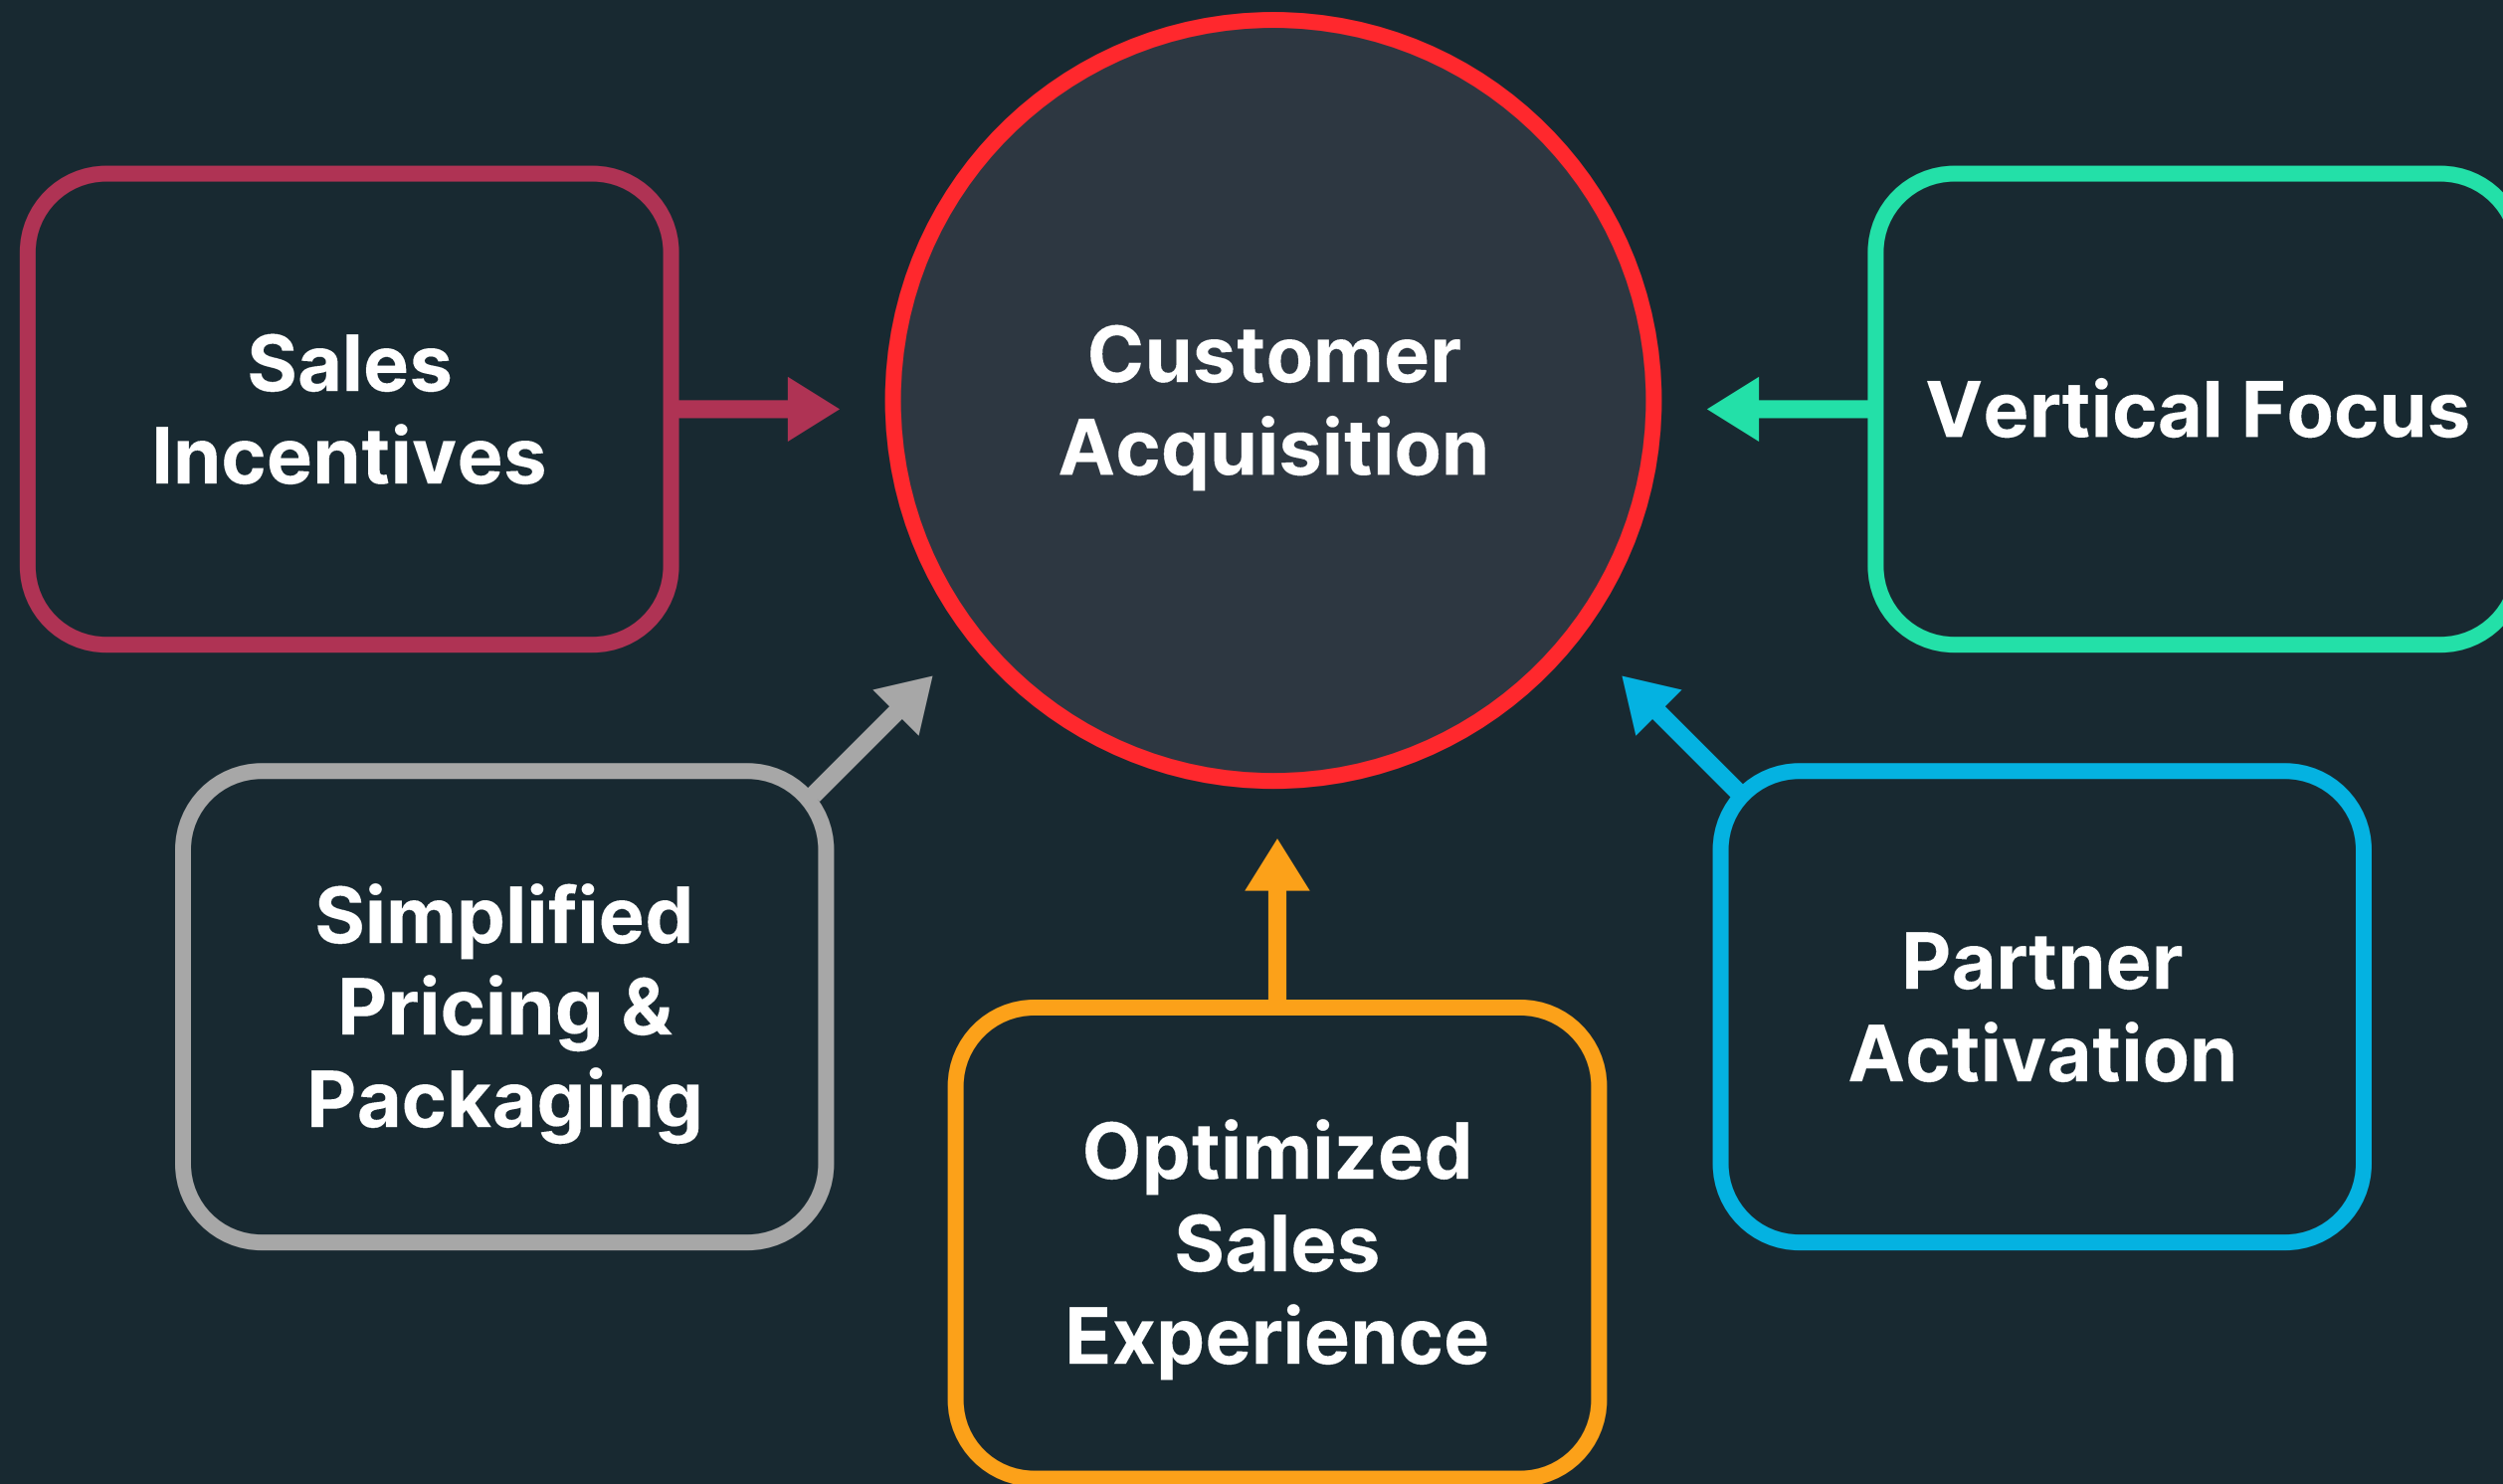 Customer
Acquisition
Sales
Incentives
Vertical Focus
Simplified
Pricing &
Packaging
Partner
Activation
Optimized
Sales
Experience